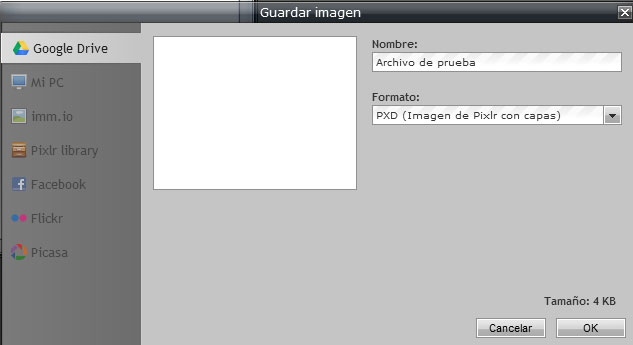 Guardar imagen
Google Drive
Mi PC
imm.io
Pixlr library
Facebook
Flickr
Picasa
Nombre:
Archivo de prueba
Formato:
PXD (Imagen de Pixlr con capas)
Tamaño: 4 KB
Cancelar
OK